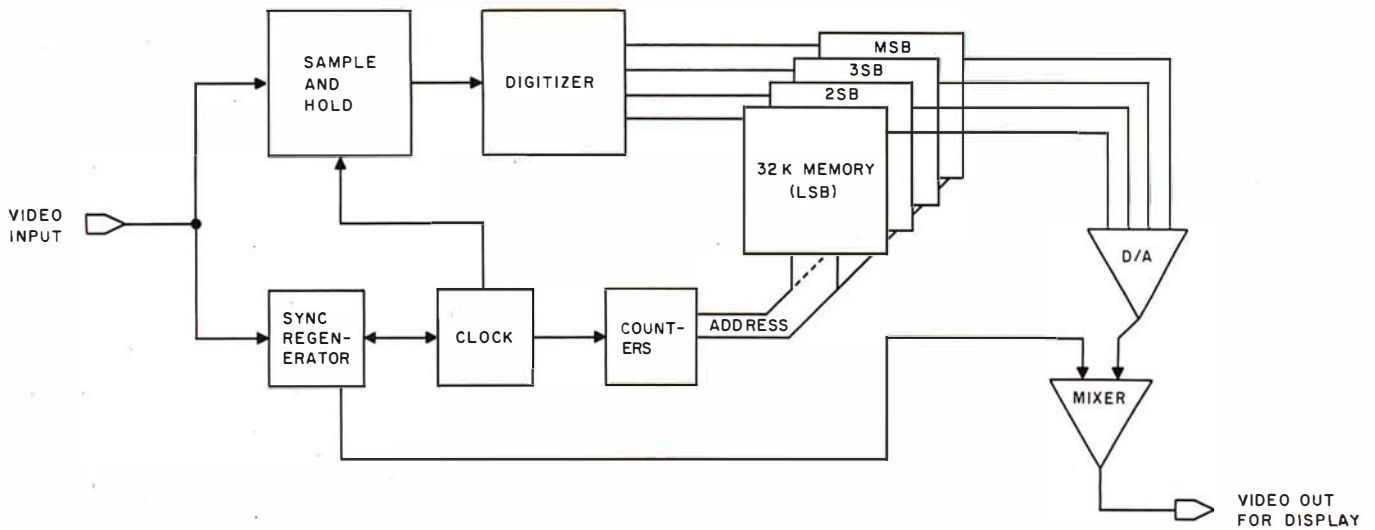 SAMPLE
AND
HOLD
DIGITIZER
MSB
3SB
2SB
32K MEMORY
(LSB)
VIDEO
INPUT
D/A
SYNC
REGEN-
ERATOR
CLOCK
COUNT-
ERS
ADDRESS
MIXER
VIDEO OUT
FOR DISPLAY